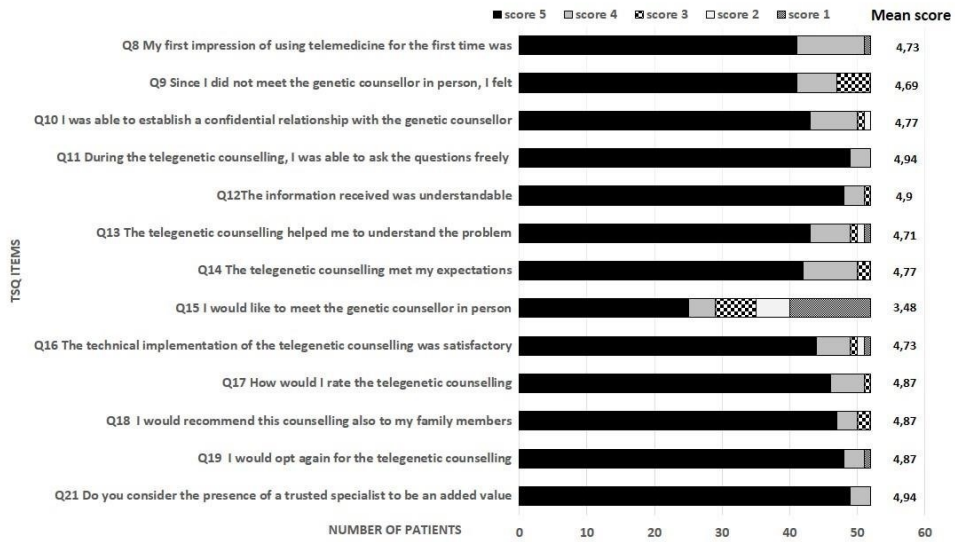 score 5 score 4 score 3 score 2 score 1 Mean score
Q8 My first impression of using telemedicine for the first time was 4,73
Q9 Since I did not meet the genetic counsellor in person, I felt 4,69
Q10 I was able to establish a confidential relationship with the genetic counsellor 4,77
Q11 During the telegenetic counselling, I was able to ask the questions freely 4,94
Q12The information received was understandable 4,9
Q13 The telegenetic counselling helped me to understand the problem 4,71
Q14 The telegenetic counselling met my expectations 4,77
Q15 I would like to meet the genetic counsellor in person 3,48
Q16 The technical implementation of the telegenetic counselling was satisfactory 4,73
Q17 How would I rate the telegenetic counselling 4,87
Q18 I would recommend this counselling also to my family members 4,87
Q19 I would opt again for the telegenetic counselling 4,87
Q21 Do you consider the presence of a trusted specialist to be an added value 4,94
TSQ ITEMS
NUMBER OF PATIENTS 0 10 20 30 40 50 60